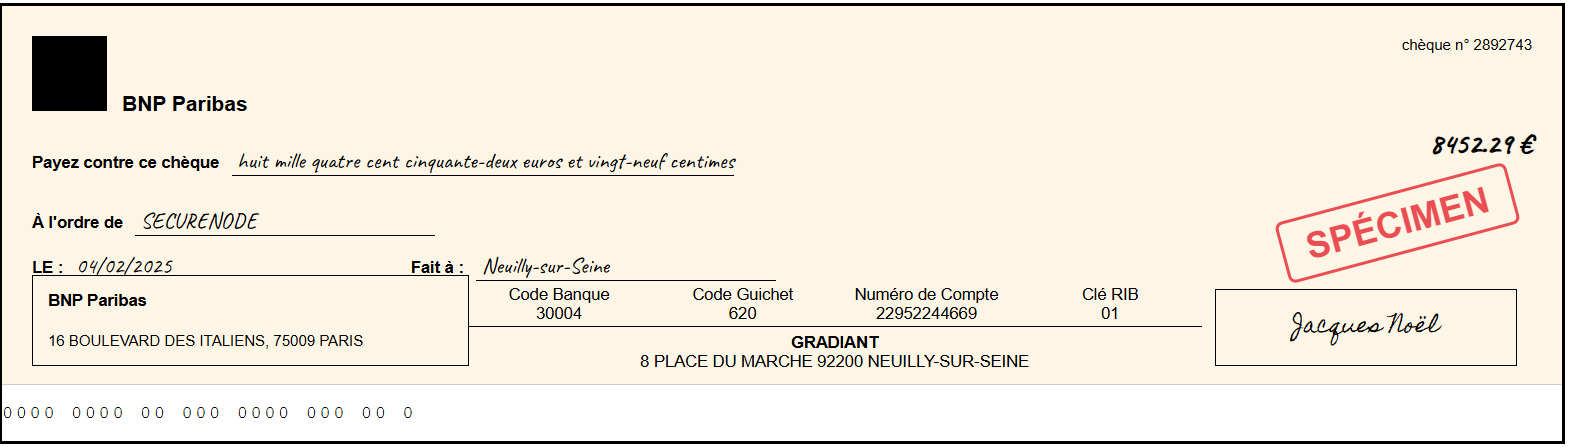 chèque n° 2892743
BNP Paribas
8452.29 €
Payez contre ce chèque huit mille quatre cent cinquante-deux euros et vingt-neuf centimes
SPÉCIMEN
À l'ordre de SECURENODE
LE : 04/02/2025 Fait à : Neuilly-sur-Seine
BNP Paribas
16 BOULEVARD DES ITALIENS, 75009 PARIS
Code Banque Code Guichet Numéro de Compte Clé RIB
30004 620 22952244669 01
GRADIANT
8 PLACE DU MARCHE 92200 NEUILLY-SUR-SEINE
Jacques Noël
0000 0000 00 000 0000 000 00 0